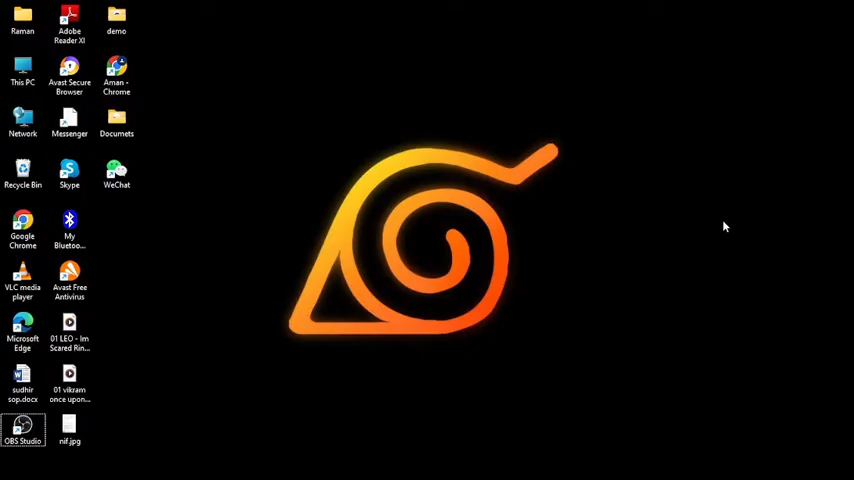 Raman
Adobe
Reader XI
demo
This PC
Avast Secure
Browser
Aman -
Chrome
Network
Messenger
Documets
Recycle Bin
Skype
WeChat
Google
Chrome
My
Bluetoo...
VLC media
player
Avast Free
Antivirus
Microsoft
Edge
01 LEO - Im
Scared Rin...
sudhir
sop.docx
01 vikram
once upon...
OBS Studio
nif.jpg